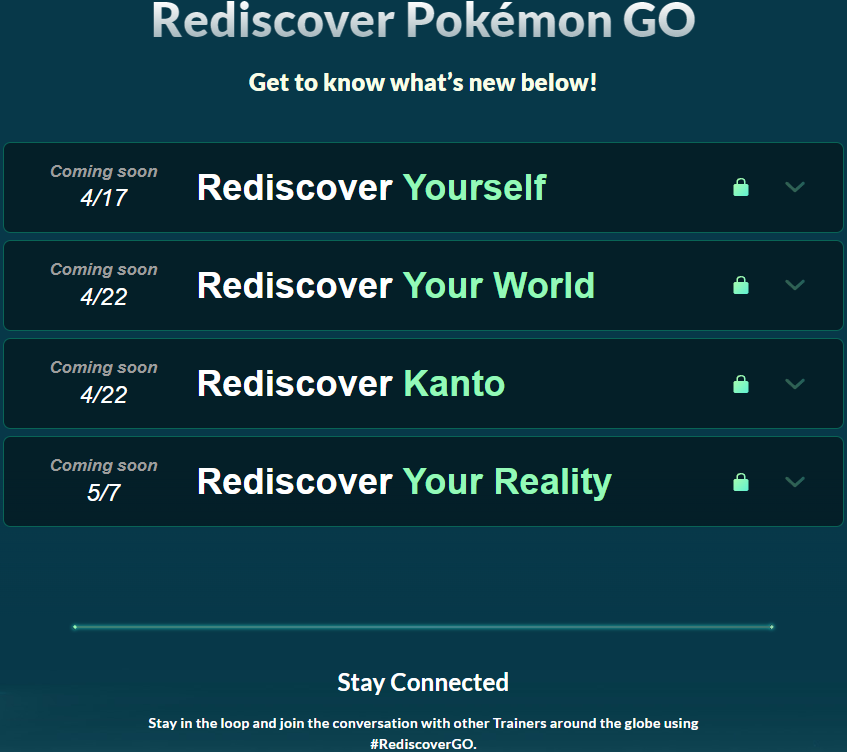 Rediscover Pokémon GO
Get to know what's new below!
Coming soon
4/17
Rediscover Yourself
Coming soon
4/22
Rediscover Your World
Coming soon
4/22
Rediscover Kanto
Coming soon
5/7
Rediscover Your Reality
Stay Connected
Stay in the loop and join the conversation with other Trainers around the globe using
#RediscoverGO.